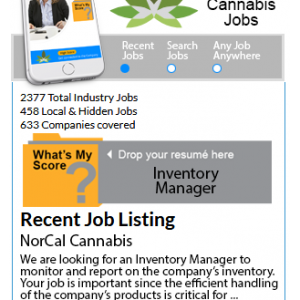 What's My
Score
Cannabis
Jobs
Recent Jobs
Search Jobs
Any Job Anywhere
2377 Total Industry Jobs
458 Local & Hidden Jobs
633 Companies covered
What's My
Score
Drop your resumé here
Inventory
Manager
Recent Job Listing
NorCal Cannabis
We are looking for an Inventory Manager to
monitor and report on the company's inventory.
Your job is important since the efficient handling
of the company's products is critical for ...